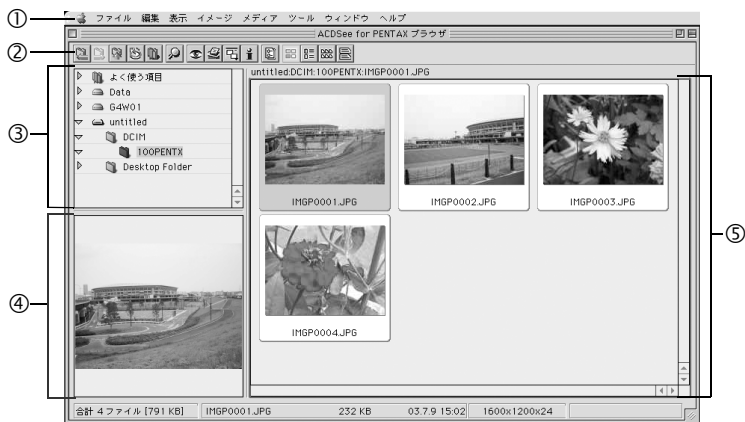 ①
ファイル 編集 表示 イメージ メディア ツール ウィンドウ ヘルプ
ACDSee for PENTAX ブラウザ
②
③
よく使う項目
Data
G4W01
untitled
DCIM
100PENTX
Desktop Folder
④
untitled:DCIM:100PENTX:IMGP0001.JPG
IMGP0001.JPG
IMGP0002.JPG
IMGP0003.JPG
IMGP0004.JPG
⑤
合計 4 ファイル [791 KB] IMGP0001.JPG 232 KB 03.7.9 15:02 1600x1200x24